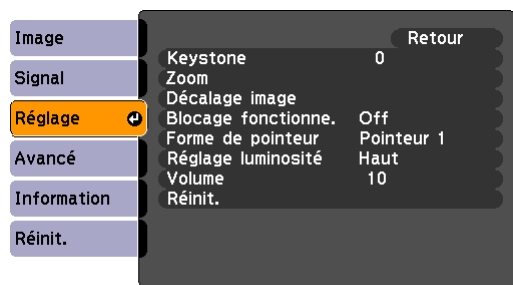 Image
Signal
Réglage
Avancé
Information
Réinit.
Retour
Keystone 0
Zoom
Décalage image
Blocage fonctionne. Off
Forme de pointeur Pointeur 1
Réglage luminosité Haut
Volume 10
Réinit.